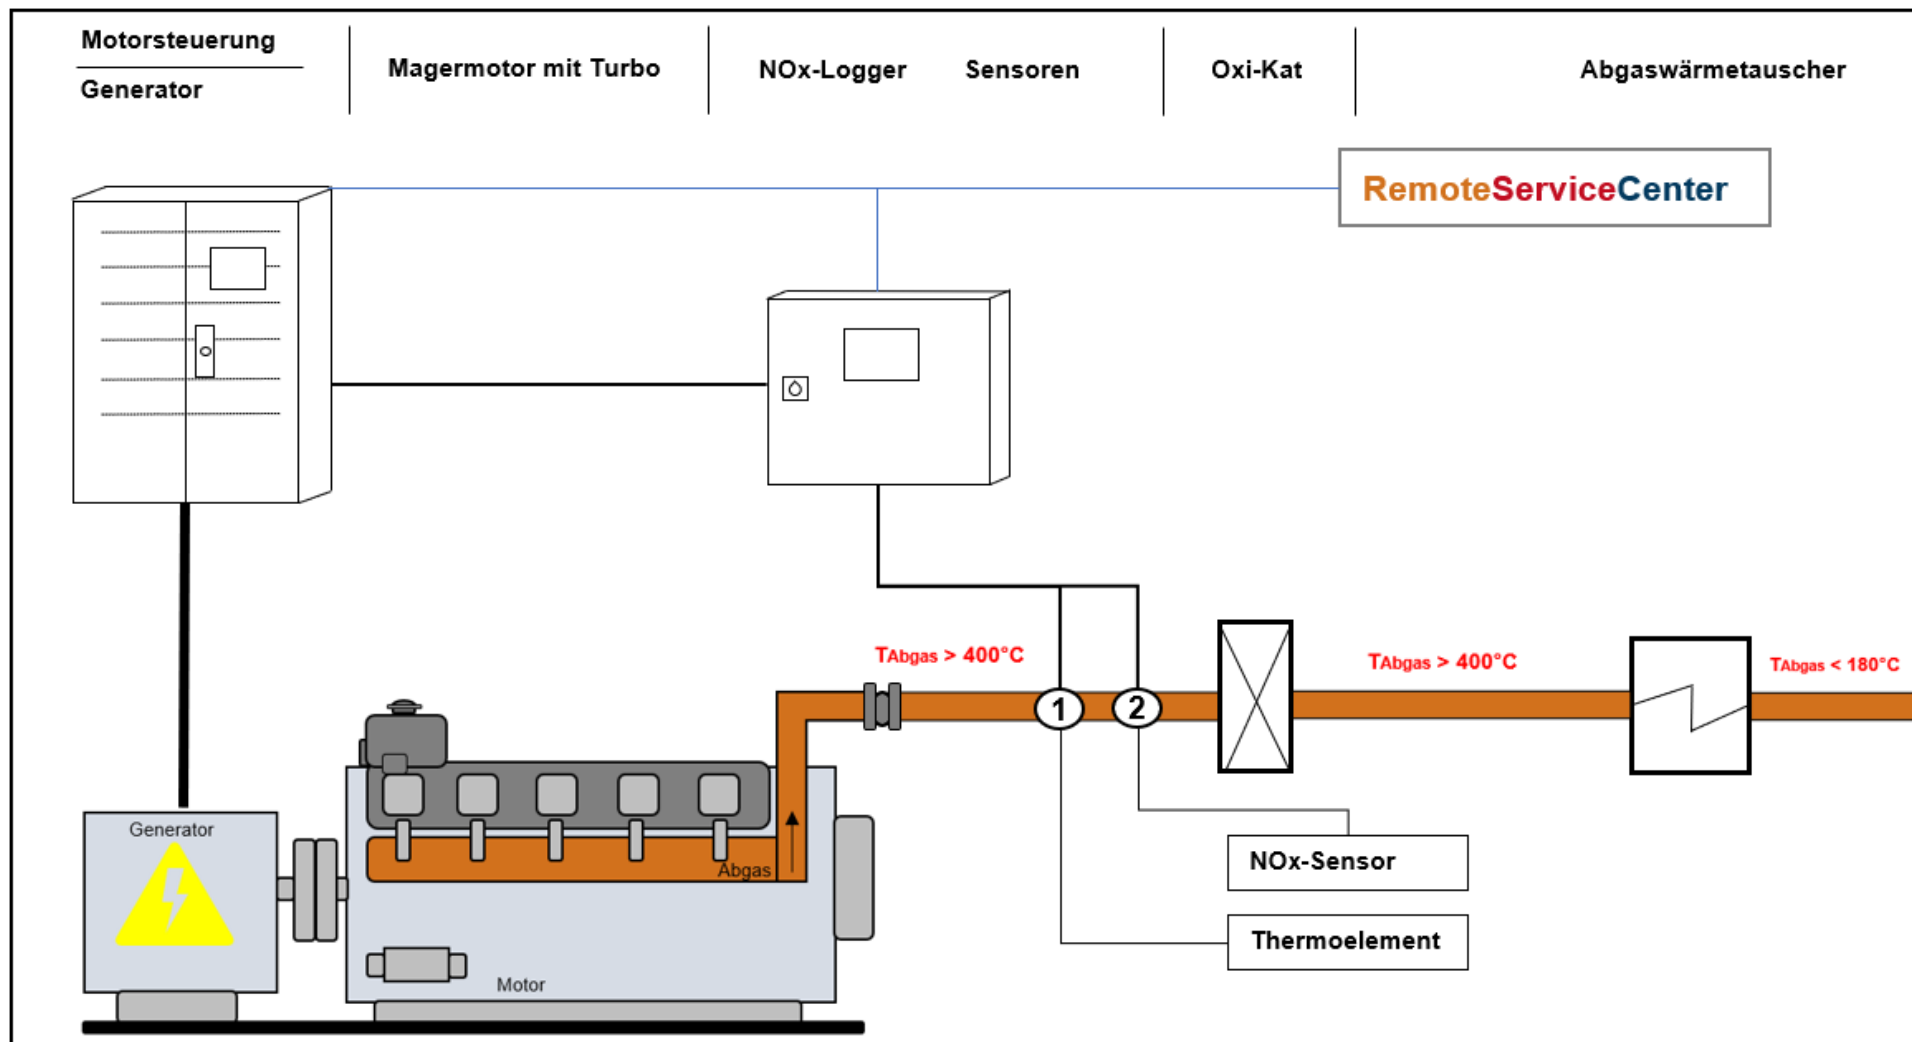 Motorsteuerung
Generator
Magermotor mit Turbo
NOx-Logger
Sensoren
Oxi-Kat
Abgaswärmetauscher
RemoteServiceCenter
TAbgas > 400°C
TAbgas > 400°C
TAbgas < 180°C
1
2
Generator
Abgas
NOx-Sensor
Thermoelement
Motor